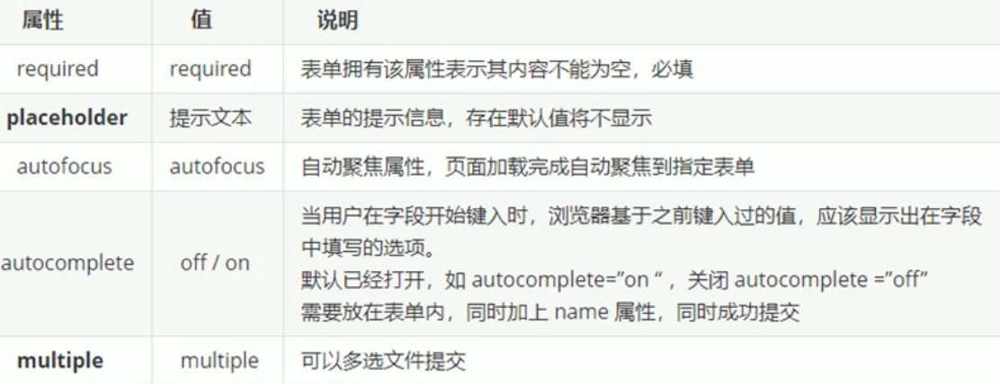 属性 值 说明
required required 表单拥有该属性表示其内容不能为空，必填
placeholder 提示文本 表单的提示信息，存在默认值将不显示
autofocus autofocus 自动聚焦属性，页面加载完成自动聚焦到指定表单
autocomplete off / on 当用户在字段开始键入时，浏览器基于之前键入过的值，应该显示出在字段
中填写的选项。
默认已经打开，如 autocomplete=”on “ ，关闭 autocomplete =”off”
需要放在表单内，同时加上 name 属性，同时成功提交
multiple multiple 可以多选文件提交